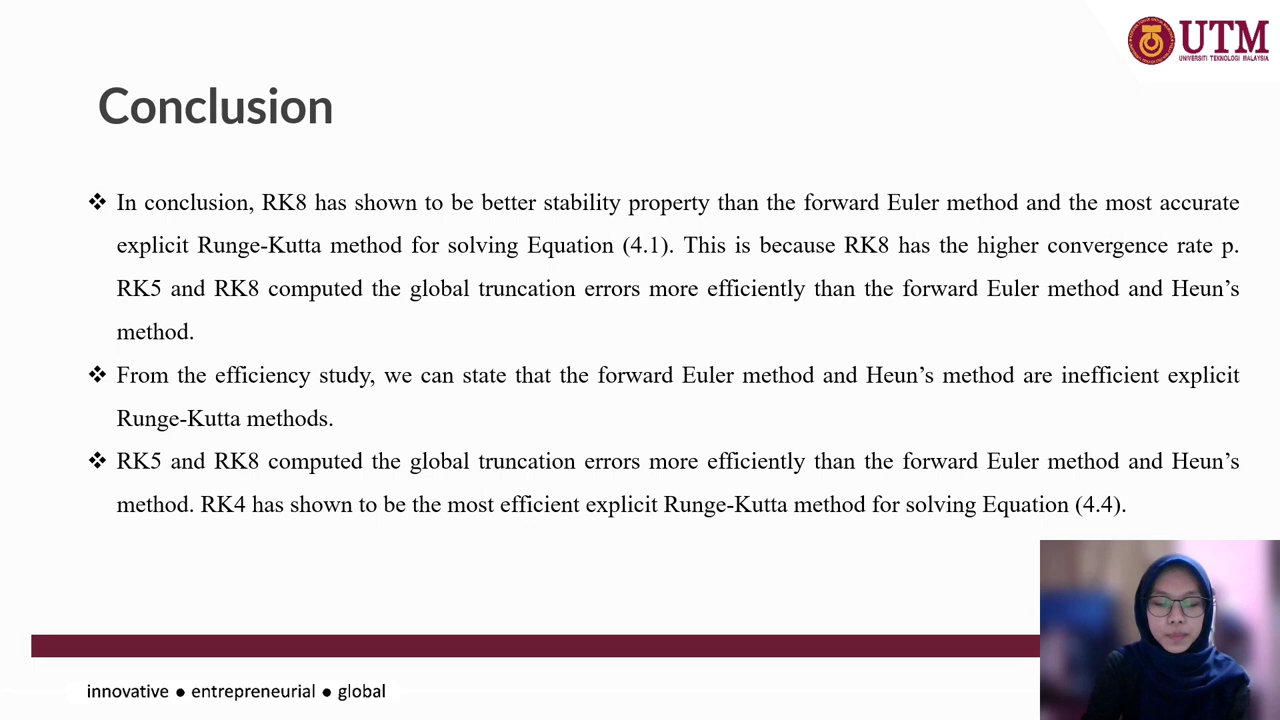 UTM
UNIVERSITI TEKNOLOGI MALAYSIA
Conclusion
❖ In conclusion, RK8 has shown to be better stability property than the forward Euler method and the most accurate
explicit Runge-Kutta method for solving Equation (4.1). This is because RK8 has the higher convergence rate p.
RK5 and RK8 computed the global truncation errors more efficiently than the forward Euler method and Heun’s
method.
❖ From the efficiency study, we can state that the forward Euler method and Heun’s method are inefficient explicit
Runge-Kutta methods.
❖ RK5 and RK8 computed the global truncation errors more efficiently than the forward Euler method and Heun’s
method. RK4 has shown to be the most efficient explicit Runge-Kutta method for solving Equation (4.4).
innovative ● entrepreneurial ● global